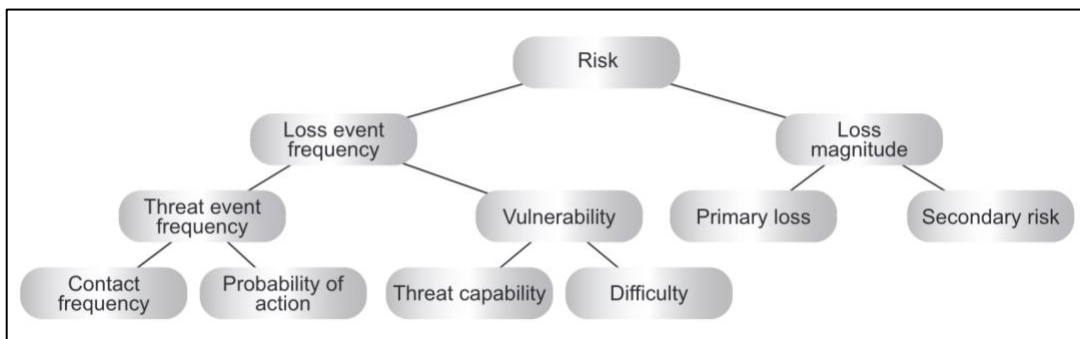 Risk
Loss event
frequency
Loss
magnitude
Threat event
frequency
Vulnerability
Primary loss
Secondary risk
Contact
frequency
Probability of
action
Threat capability
Difficulty